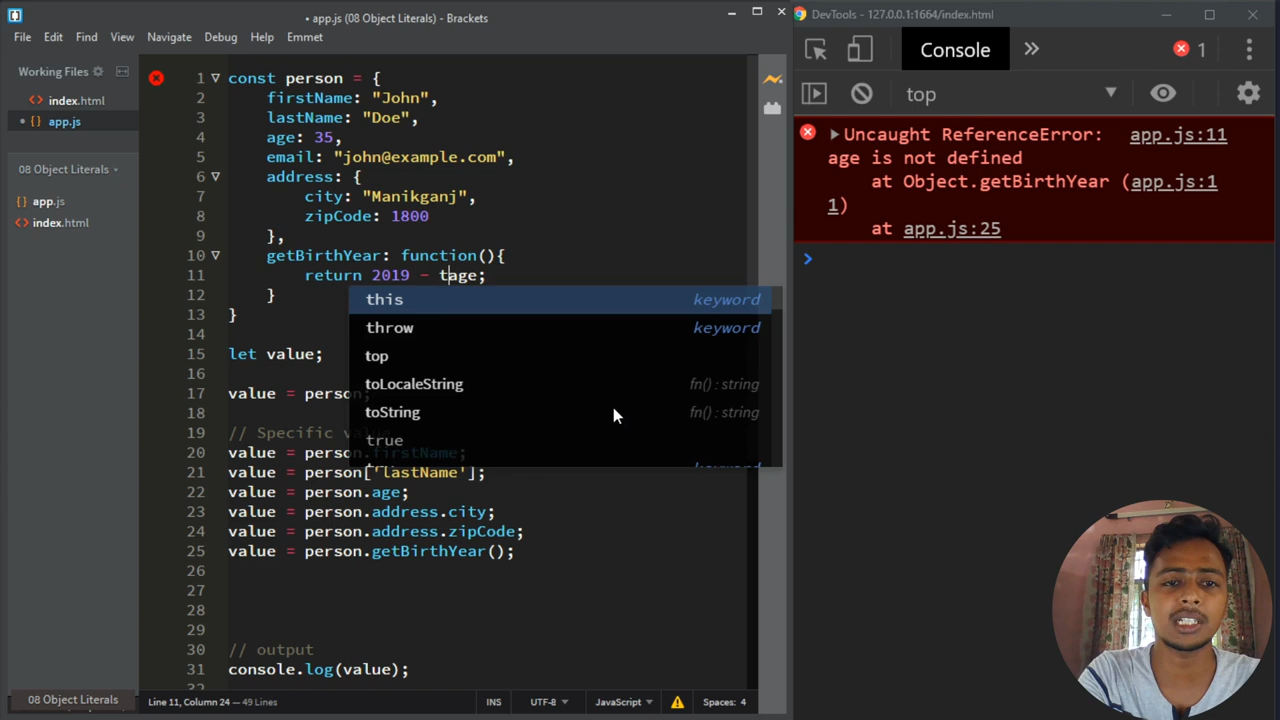 • app.js (08 Object Literals) - Brackets
File Edit Find View Navigate Debug Help Emmet
Working Files
index.html
• app.js
08 Object Literals
app.js
index.html
1 const person = {
2 firstName: "John",
3 lastName: "Doe",
4 age: 35,
5 email: "john@example.com",
6 address: {
7 city: "Manikganj",
8 zipCode: 1800
9 },
10 getBirthYear: function(){
11 return 2019 - tage;
12 }
13 }
14
15 let value;
16
17 value = person;
18
19 // Specific va
20 value = person.firstName;
21 value = person['lastName'];
22 value = person.age;
23 value = person.address.city;
24 value = person.address.zipCode;
25 value = person.getBirthYear();
26
27
28
29
30 // output
31 console.log(value);
32
this keyword
throw keyword
top
toLocaleString fn() : string
toString fn() : string
true
keyword
08 Object Literals
Line 11, Column 24 — 49 Lines
INS UTF-8 JavaScript Spaces: 4
DevTools - 127.0.0.1:1664/index.html
Console 1
top
Uncaught ReferenceError: app.js:11
age is not defined
at Object.getBirthYear (app.js:1
1)
at app.js:25